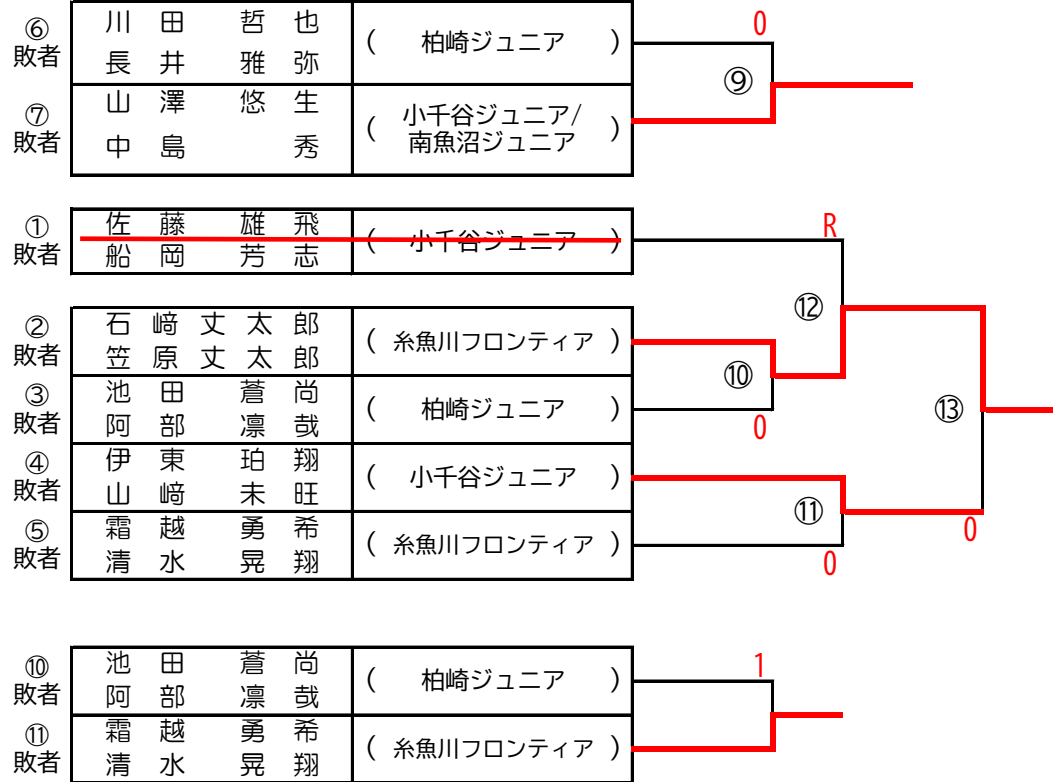 ⑥
敗者
川田 哲也
長井 雅弥
( 柏崎ジュニア )
0
⑦
敗者
山澤 悠生
中島 秀
( 小千谷ジュニア/
南魚沼ジュニア )
⑨
①
敗者
佐藤 雄飛
船岡 芳志
( 小千谷ジュニア )
R
⑫
②
敗者
石﨑丈太郎
笠原丈太郎
( 糸魚川フロンティア )
⑩
③
敗者
池田 蒼尚
阿部 凛哉
( 柏崎ジュニア )
0
⑬
④
敗者
伊東 珀翔
山﨑 未旺
( 小千谷ジュニア )
⑪
0
⑤
敗者
霜越 勇希
清水 晃翔
( 糸魚川フロンティア )
0
⑩
敗者
池田 蒼尚
阿部 凛哉
( 柏崎ジュニア )
1
⑪
敗者
霜越 勇希
清水 晃翔
( 糸魚川フロンティア )